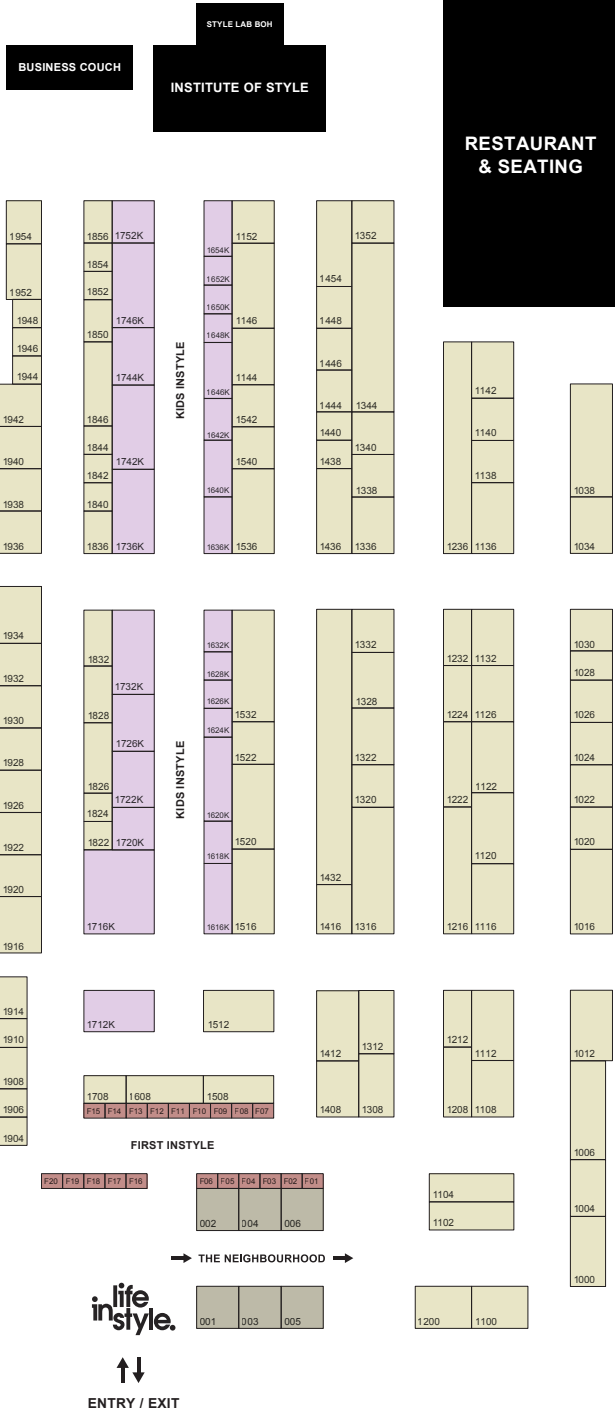 STYLE LAB BOH
BUSINESS COUCH
INSTITUTE OF STYLE
RESTAURANT
& SEATING
1954
1856 1752K
1152
1352
1654K
1854
1454
1652K
1952
1852
1650K
1948
1850
1746K
1648K
1146
1448
1946
1446
1944
1744K
1646K
1144
1142
KIDS INSTYLE
1444 1344
1942
1846
1542
1440
1140
1642K
1844
1340
1940
1842
1742K
1540
1438
1138
1640K
1338
1038
1938
1840
1936
1836 1736K
1636K 1536
1436 1336
1236 1136
1034
1934
1632K
1332
1030
1832
1232 1132
1628K
1028
1932
1732K
1626K
1328
1930
1828
1624K
1532
1224 1126
1026
KIDS INSTYLE
1726K
1522
1322
1024
1928
1826
1122
1926
1722K
1320
1222
1022
1824
1620K
1922
1822 1720K
1520
1020
1618K
1120
1432
1920
1716K
1616K 1516
1416 1316
1216 1116
1016
1916
1914
1712K
1512
1910
1212
1412
1312
1112
1012
1908
1708 1608 1508
1906
F15 F14 F13 F12 F11 F10 F09 F08 F07
1408 1308
1208 1108
1904
FIRST INSTYLE
1006
F20 F19 F18 F17 F16
F06 F05 F04 F03 F02 F01
1104
1004
002 004 006
1102
THE NEIGHBOURHOOD
1000
life
instyle.
001 003 005
1200 1100
ENTRY / EXIT